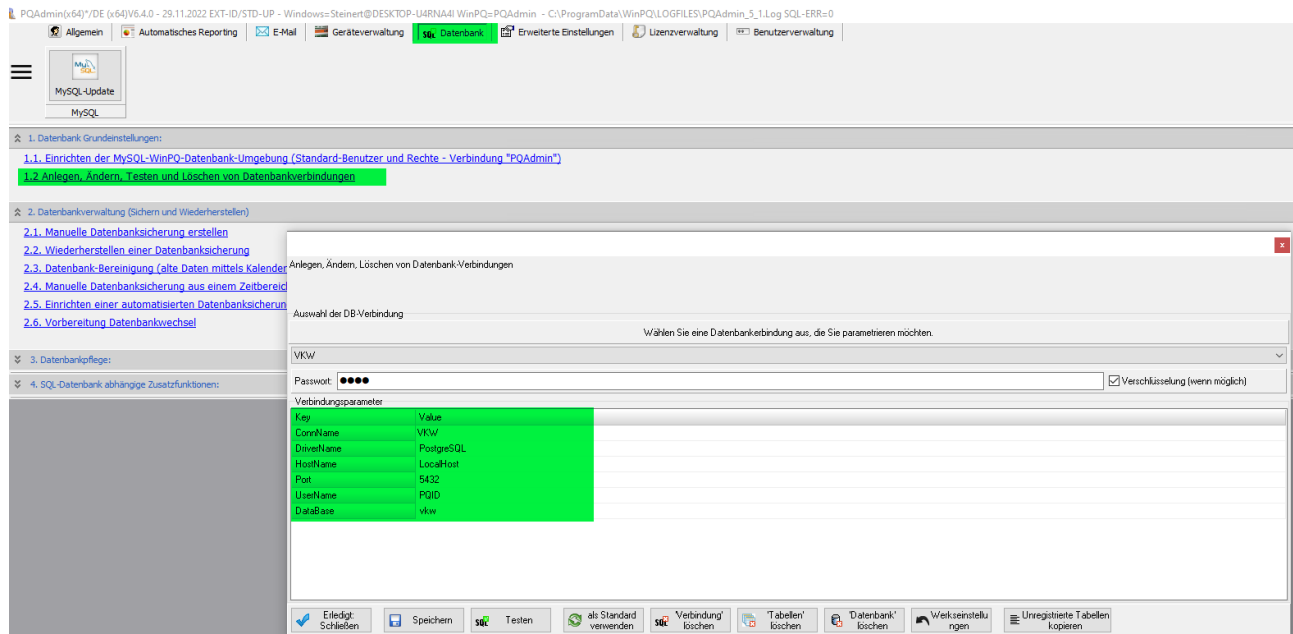 PQAdmin(x64)*/DE (x64)V6.4.0 - 29.11.2022 EXT-ID/STD-UP - Windows=Steinert@DESKTOP-U4RNA4I WinPQ=PQAdmin - C:\ProgramData\WinPQ\LOGFILES\PQAdmin_5_1.Log SQL-ERR=0
Allgemein Automatisches Reporting E-Mail Geräteverwaltung SQL Datenbank Erweiterte Einstellungen Lizenzverwaltung Benutzerverwaltung
MySQL
MySQL-Update
MySQL
1. Datenbank Grundeinstellungen:
1.1. Einrichten der MySQL-WinPQ-Datenbank-Umgebung (Standard-Benutzer und Rechte - Verbindung "PQAdmin")
1.2 Anlegen, Ändern, Testen und Löschen von Datenbankverbindungen
2. Datenbankverwaltung (Sichern und Wiederherstellen)
2.1. Manuelle Datenbanksicherung erstellen
2.2. Wiederherstellen einer Datenbanksicherung
2.3. Datenbank-Bereinigung (alte Daten mittels Kalender
2.4. Manuelle Datenbanksicherung aus einem Zeitbereic
2.5. Einrichten einer automatisierten Datenbanksicherun
2.6. Vorbereitung Datenbankwechsel
3. Datenbankpflege:
4. SQL-Datenbank abhängige Zusatzfunktionen:
x
Anlegen, Ändern, Löschen von Datenbank-Verbindungen
Auswahl der DB-Verbindung
Wählen Sie eine Datenbankerbindung aus, die Sie parametrieren möchten.
VKW
Passwort: ●●●● Verschlüsselung (wenn möglich)
Verbindungsparameter
Key Value
ConnName VKW
DriverName PostgreSQL
HostName LocalHost
Port 5432
UserName PQID
DataBase vkw
Erledigt: Schließen
Speichern
SQL Testen
als Standard verwenden
SQL 'Verbindung' löschen
'Tabellen' löschen
'Datenbank' löschen
Werkseinstellu ngen
Unregistrierte Tabellen kopieren